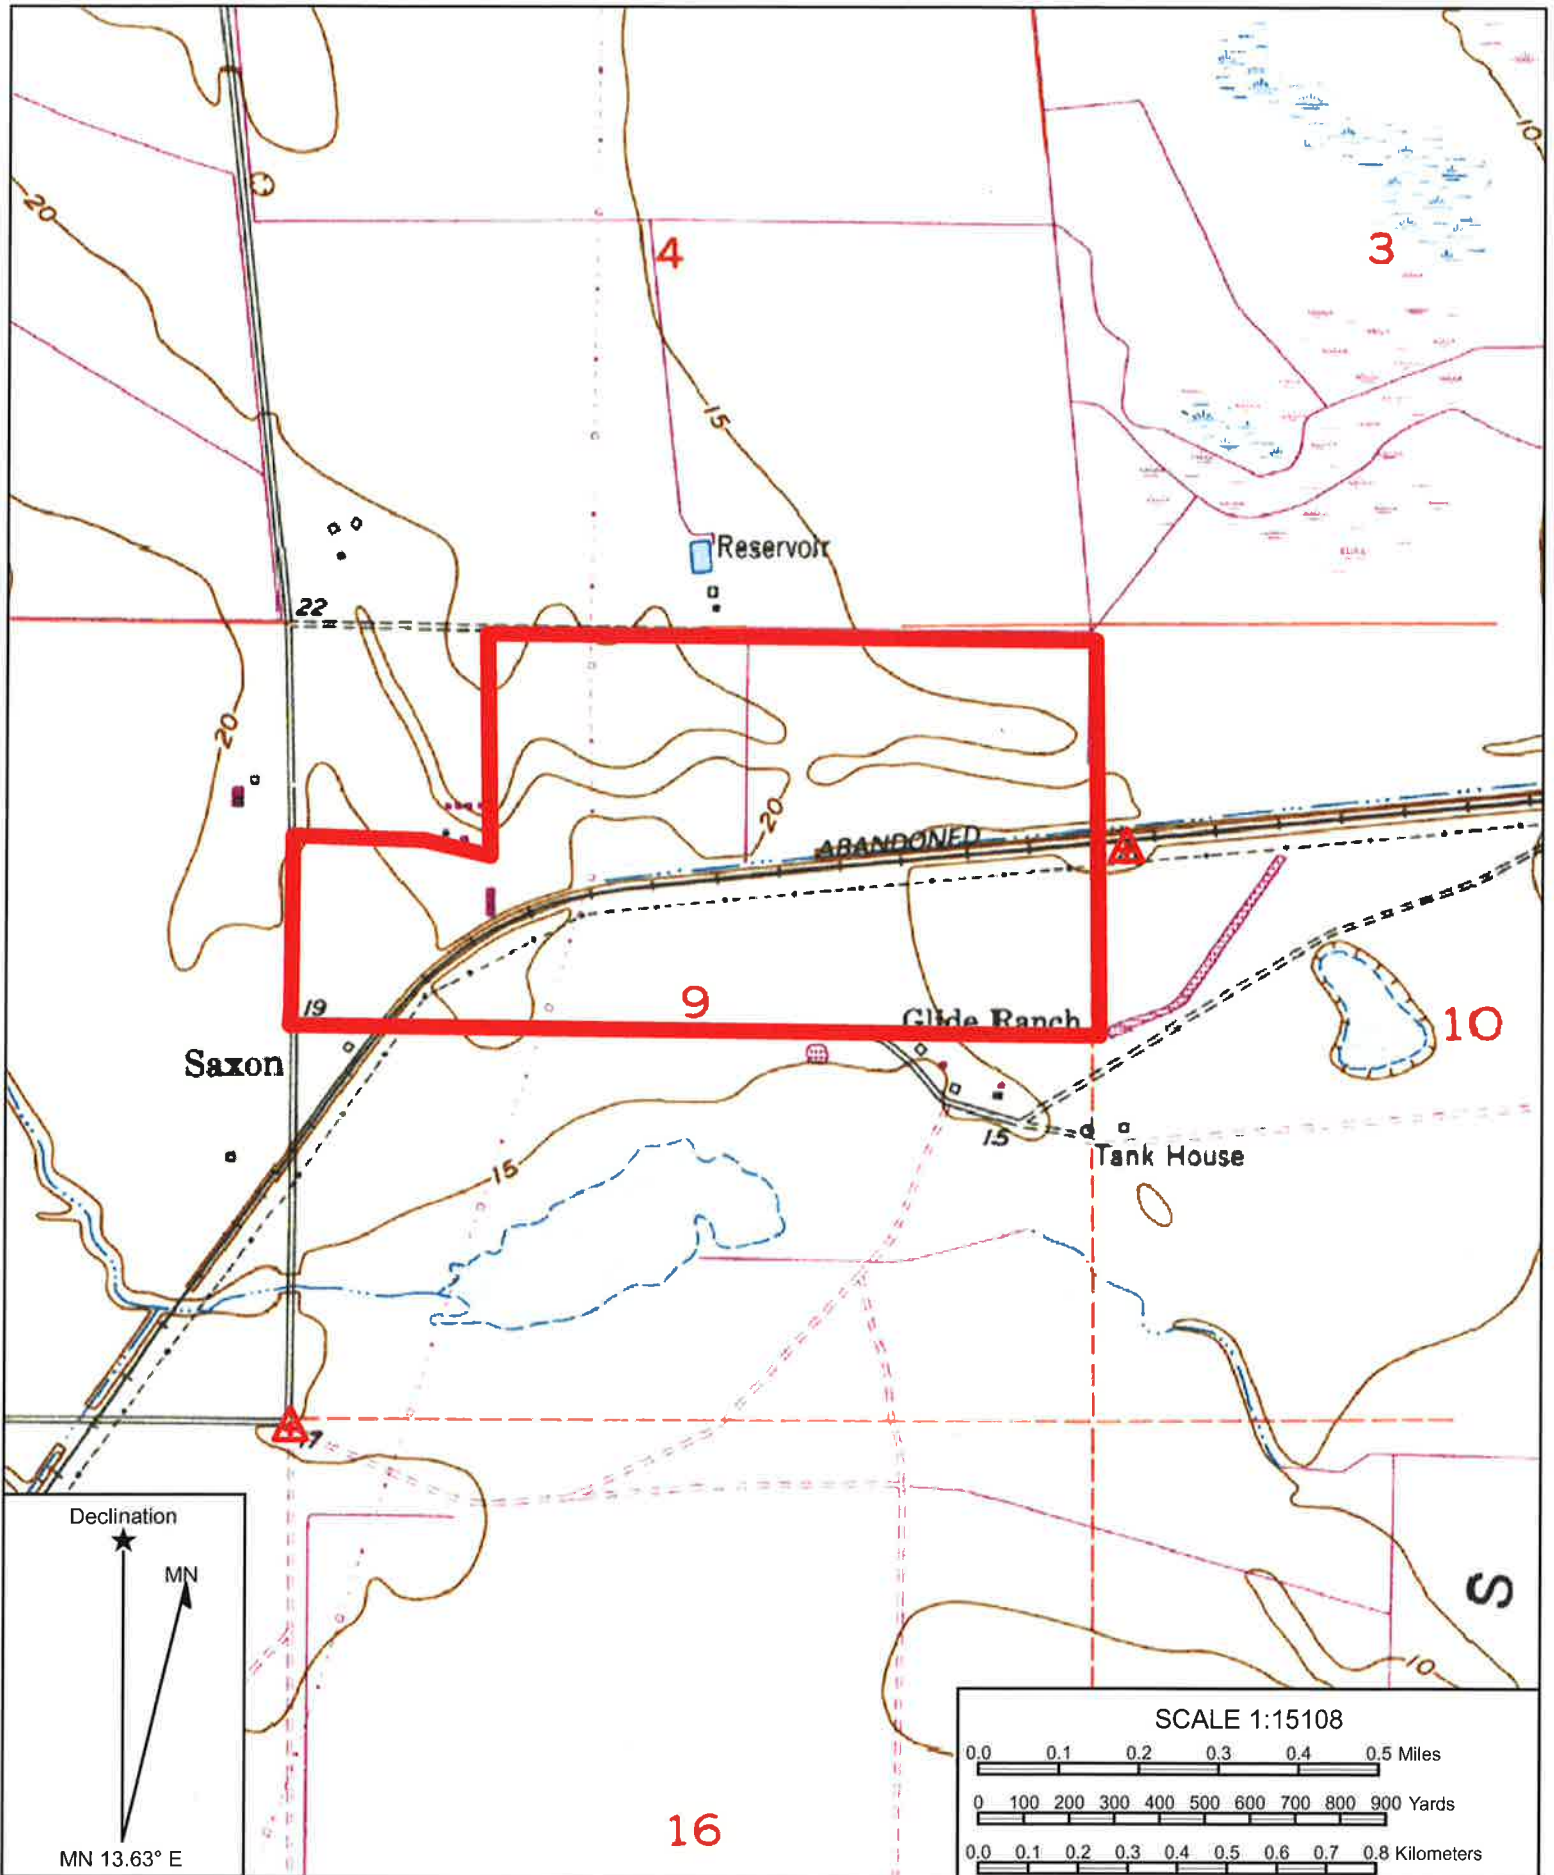 10
20
4
3
15
Reservoir
22
20
20
ABANDONED
19
9
Glide Ranch
10
Saxon
15
15
Tank House
17
Declination
MN
S
10
SCALE 1:15108
0.0 0.1 0.2 0.3 0.4 0.5 Miles
0 100 200 300 400 500 600 700 800 900 Yards
0.0 0.1 0.2 0.3 0.4 0.5 0.6 0.7 0.8 Kilometers
16
MN 13.63° E